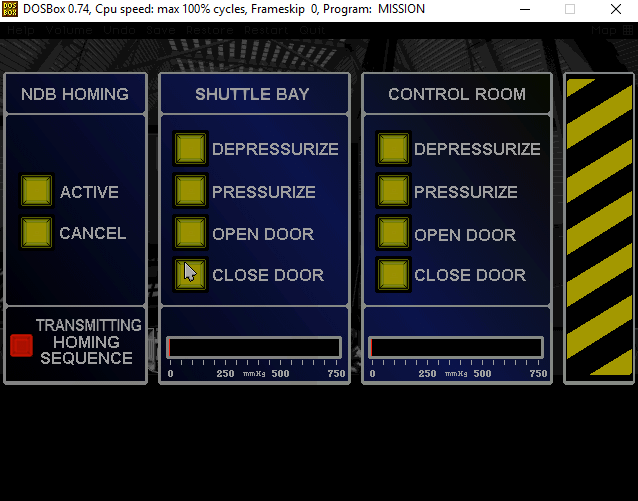 DOSBox 0.74, Cpu speed: max 100% cycles, Frameskip 0, Program: MISSION
Help Volume Undo Save Restore Restart Quit Map
NDB HOMING
ACTIVE
CANCEL
TRANSMITTING
HOMING
SEQUENCE
SHUTTLE BAY
DEPRESSURIZE
PRESSURIZE
OPEN DOOR
CLOSE DOOR
0 250 mmHg 500 750
CONTROL ROOM
DEPRESSURIZE
PRESSURIZE
OPEN DOOR
CLOSE DOOR
0 250 mmHg 500 750